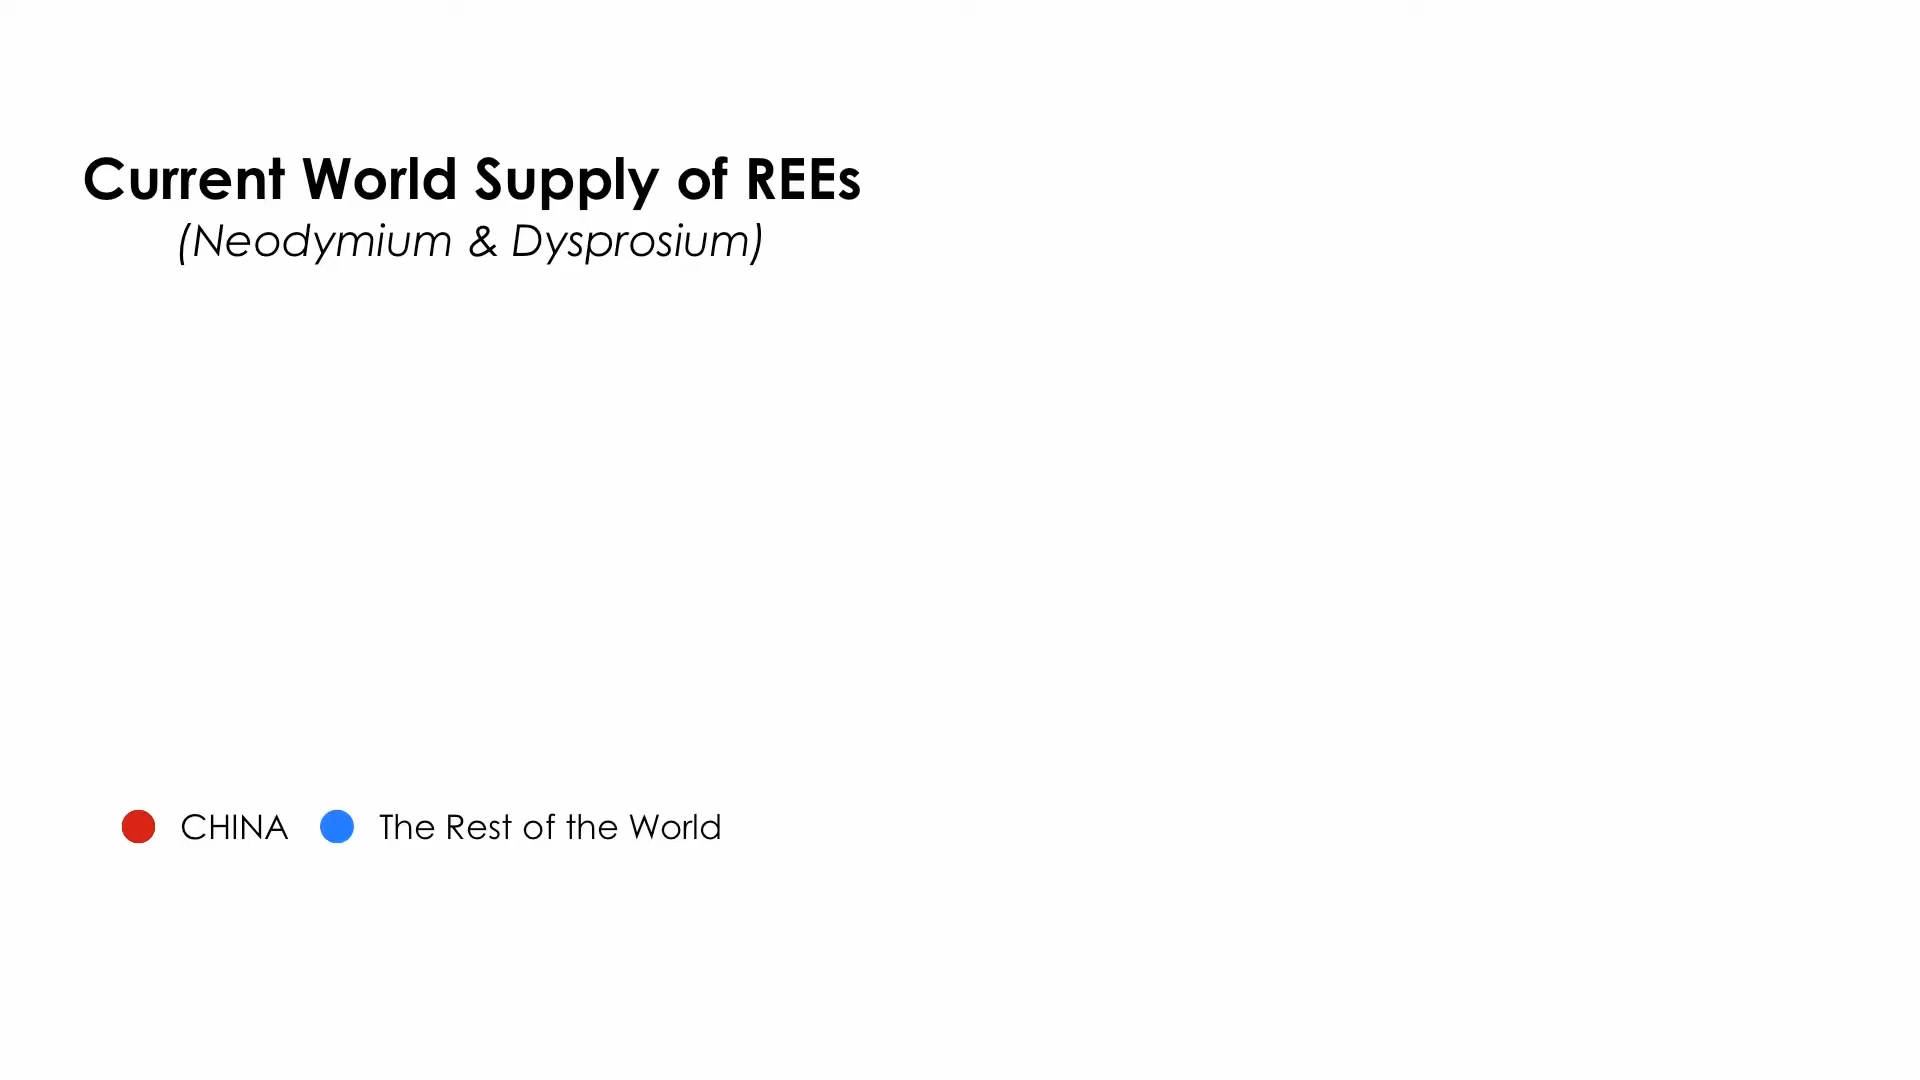 Current World Supply of REEs
(Neodymium & Dysprosium)
CHINA The Rest of the World